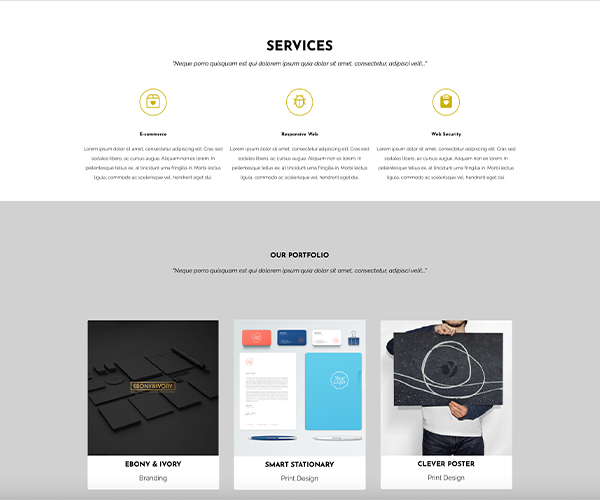 SERVICES
"Neque porro quisquam est qui dolorem ipsum quia dolor sit amet, consectetur, adipisci velit..."
E-commerce
Responsive Web
Web Security
Lorem ipsum dolor sit amet, consectetur adipiscing elit. Cras sed
sodales libero, ac cursus augue. Aliquam ex lorem. In
pellentesque tellus ex, at tincidunt urna fringilla in. Morbi lectus
ligula, commodo ac scelerisque vel, hendrerit eget dui.
Lorem ipsum dolor sit amet, consectetur adipiscing elit. Cras sed
sodales libero, ac cursus augue. Aliquam ex lorem. In
pellentesque tellus ex, at tincidunt urna fringilla in. Morbi lectus
ligula, commodo ac scelerisque vel, hendrerit eget dui.
Lorem ipsum dolor sit amet, consectetur adipiscing elit. Cras sed
sodales libero, ac cursus augue. Aliquam ex lorem. In
pellentesque tellus ex, at tincidunt urna fringilla in. Morbi lectus
ligula, commodo ac scelerisque vel, hendrerit eget dui.
OUR PORTFOLIO
"Neque porro quisquam est qui dolorem ipsum quia dolor sit amet, consectetur, adipisci velit..."
EBONY&IVORY
Your
Logo
EBONY & IVORY
Branding
SMART STATIONARY
Print Design
CLEVER POSTER
Print Design